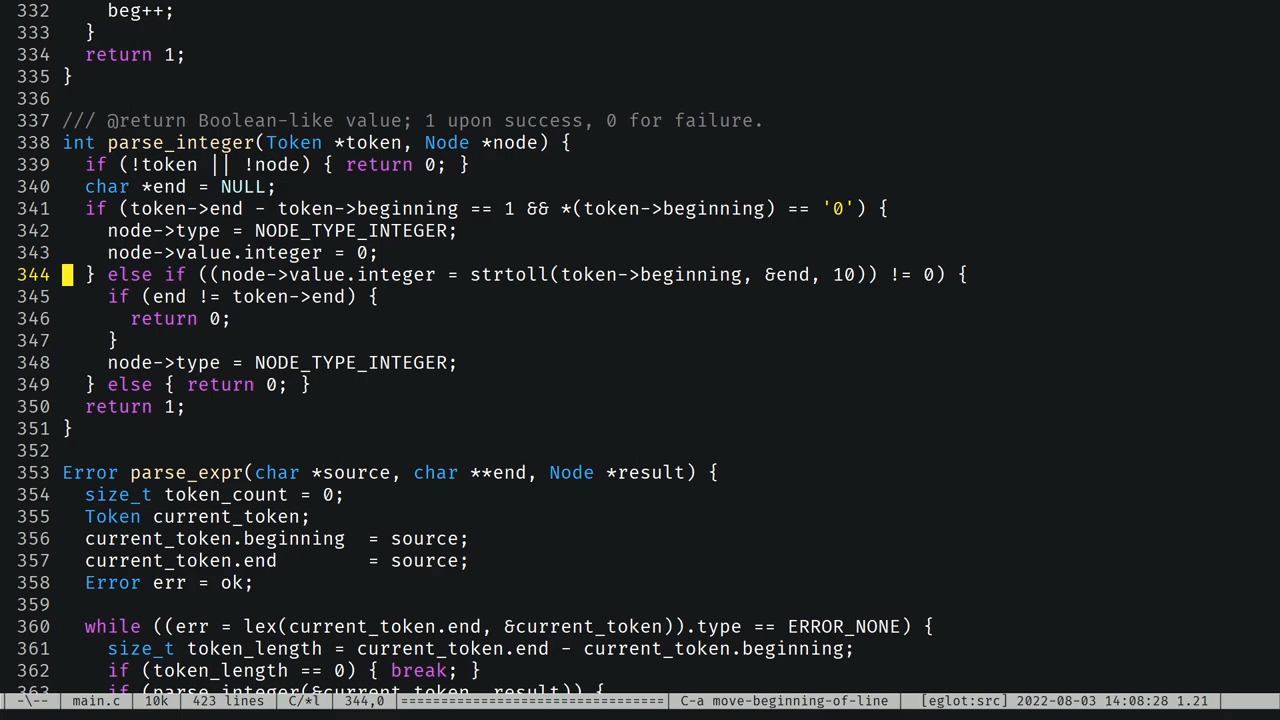 332       beg++;
333     }
334   return 1;
335 }
336
337 /// @return Boolean-like value; 1 upon success, 0 for failure.
338 int parse_integer(Token *token, Node *node) {
339   if (!token || !node) { return 0; }
340   char *end = NULL;
341   if (token->end - token->beginning == 1 && *(token->beginning) == '0') {
342     node->type = NODE_TYPE_INTEGER;
343     node->value.integer = 0;
344   } else if ((node->value.integer = strtoll(token->beginning, &end, 10)) != 0) {
345     if (end != token->end) {
346       return 0;
347     }
348     node->type = NODE_TYPE_INTEGER;
349   } else { return 0; }
350   return 1;
351 }
352
353 Error parse_expr(char *source, char **end, Node *result) {
354   size_t token_count = 0;
355   Token current_token;
356   current_token.beginning  = source;
357   current_token.end        = source;
358   Error err = ok;
359
360   while ((err = lex(current_token.end, &current_token)).type == ERROR_NONE) {
361     size_t token_length = current_token.end - current_token.beginning;
362     if (token_length == 0) { break; }
363     if (parse_integer(&current_token, result)) {
-\-- main.c 10k 423 lines C/*l 344,0 ============================== C-a move-beginning-of-line [eglot:src] 2022-08-03 14:08:28 1.21